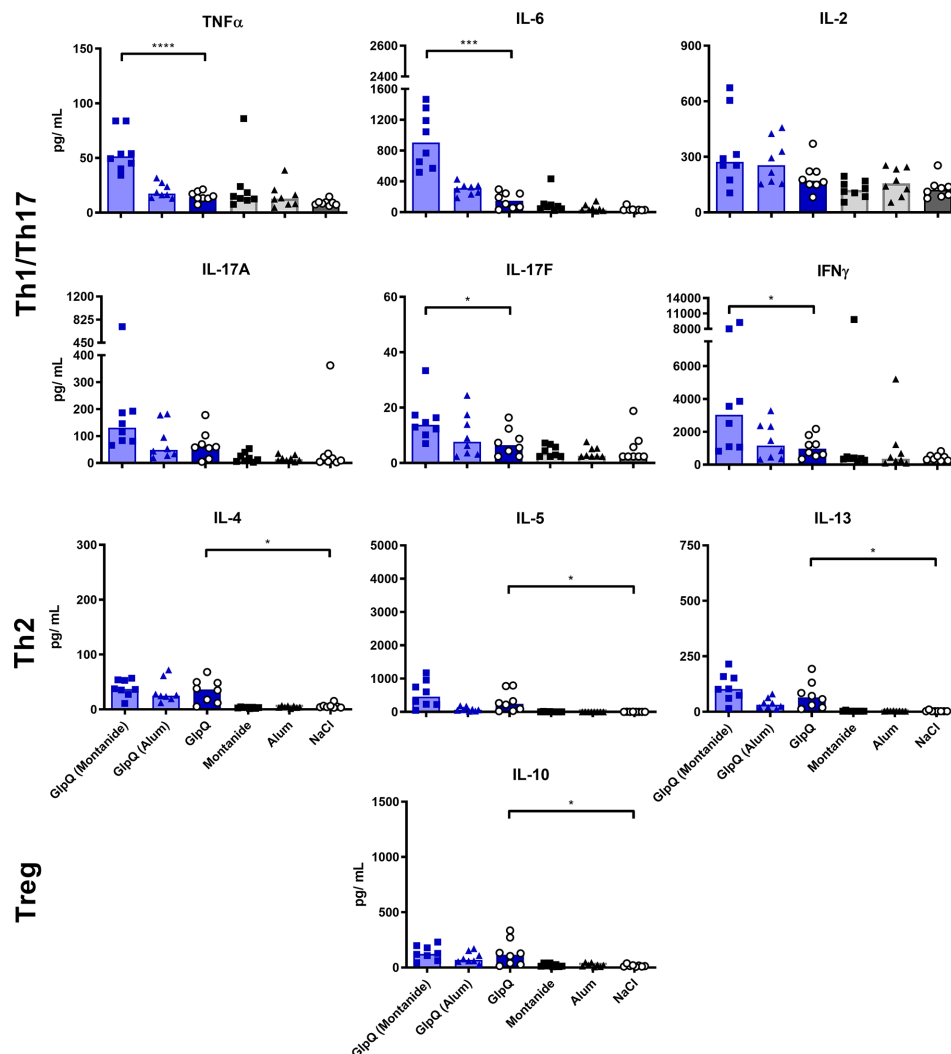 TNFα
IL-6
IL-2
Th1/Th17
pg/ mL
150
100
50
0
****
2600
2400
1600
1200
800
400
0
***
900
600
300
0
IL-17A
IL-17F
IFNγ
pg/ mL
1200
825
450
400
300
200
100
0
60
40
20
0
*
14000
11000
8000
6000
4000
2000
0
*
IL-4
IL-5
IL-13
Th2
pg/ mL
300
200
100
0
*
5000
4000
3000
2000
1000
0
*
750
500
250
0
*
GlpQ (Montanide)
GlpQ (Alum)
GlpQ
Montanide
Alum
NaCl
GlpQ (Montanide)
GlpQ (Alum)
GlpQ
Montanide
Alum
NaCl
IL-10
Treg
pg/ mL
1500
1000
500
0
*
GlpQ (Montanide)
GlpQ (Alum)
GlpQ
Montanide
Alum
NaCl